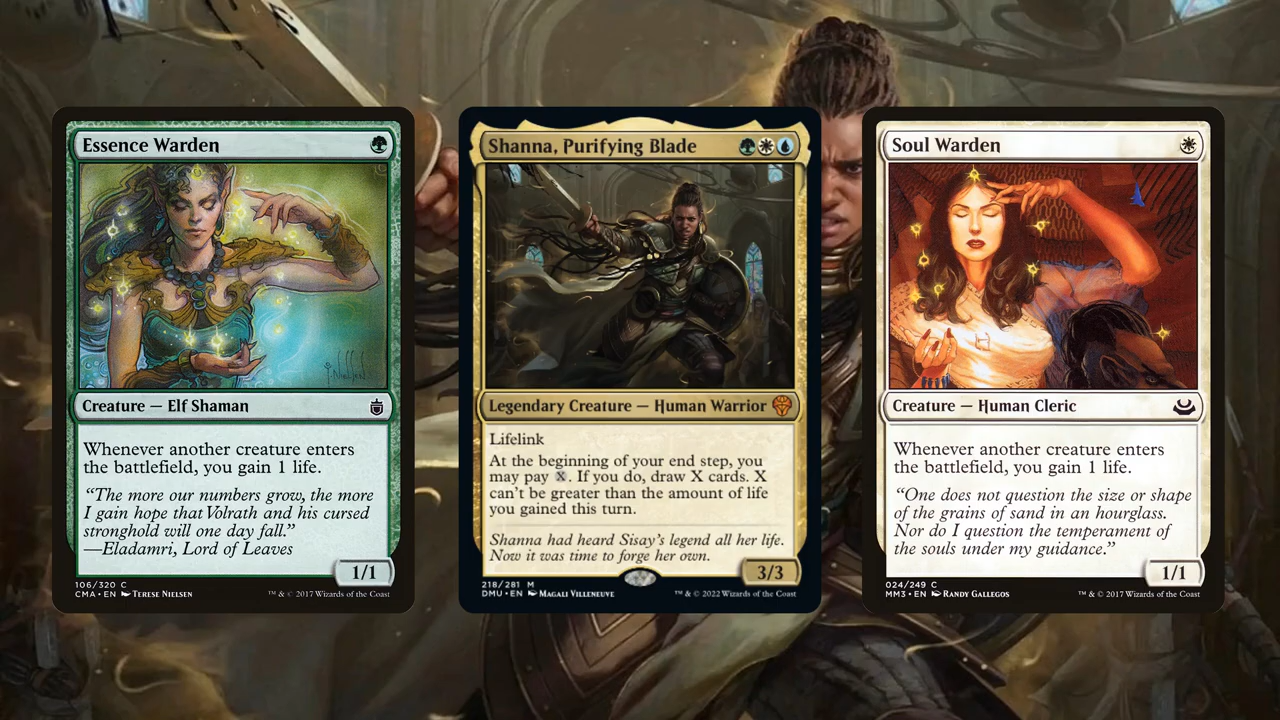 Essence Warden
Creature — Elf Shaman
Whenever another creature enters
the battlefield, you gain 1 life.
“The more our numbers grow, the more
I gain hope that Volrath and his cursed
stronghold will one day fall.”
—Eladamri, Lord of Leaves
1/1
106/320 C
CMA • EN Terese Nielsen
™ & © 2017 Wizards of the Coast
Shanna, Purifying Blade
Legendary Creature — Human Warrior
Lifelink
At the beginning of your end step, you
may pay X. If you do, draw X cards. X
can’t be greater than the amount of life
you gained this turn.
Shanna had heard Sisay’s legend all her life.
Now it was time to forge her own.
3/3
218/281 M
DMU • EN Magali Villeneuve
™ & © 2022 Wizards of the Coast
Soul Warden
Creature — Human Cleric
Whenever another creature enters
the battlefield, you gain 1 life.
“One does not question the size or shape
of the grains of sand in an hourglass.
Nor do I question the temperament of
the souls under my guidance.”
1/1
024/249 C
MM3 • EN Randy Gallegos
™ & © 2017 Wizards of the Coast